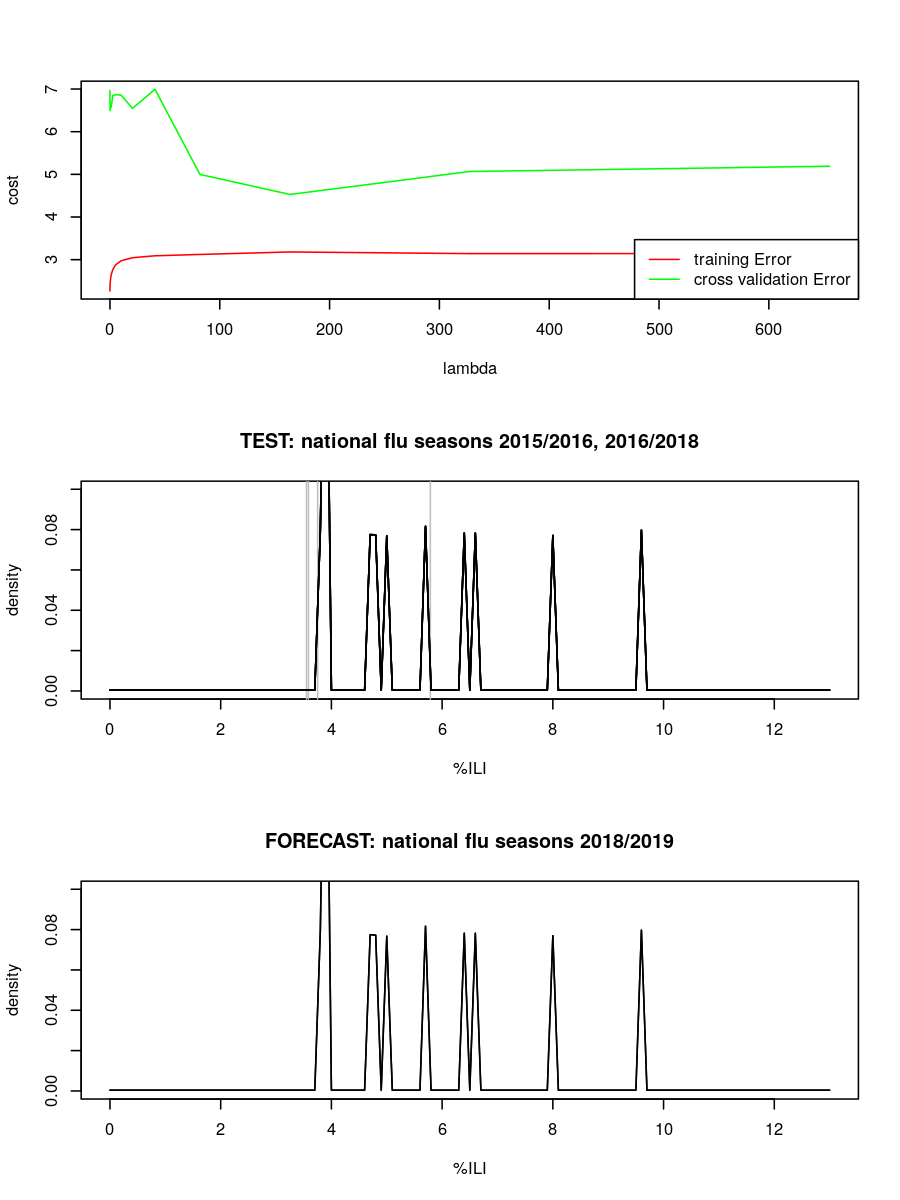 7
6
5
4
3
cost
training Error
cross validation Error
0 100 200 300 400 500 600
lambda
TEST: national flu seasons 2015/2016, 2016/2018
0.08
0.04
0.00
density
0 2 4 6 8 10 12
%ILI
FORECAST: national flu seasons 2018/2019
0.08
0.04
0.00
density
0 2 4 6 8 10 12
%ILI